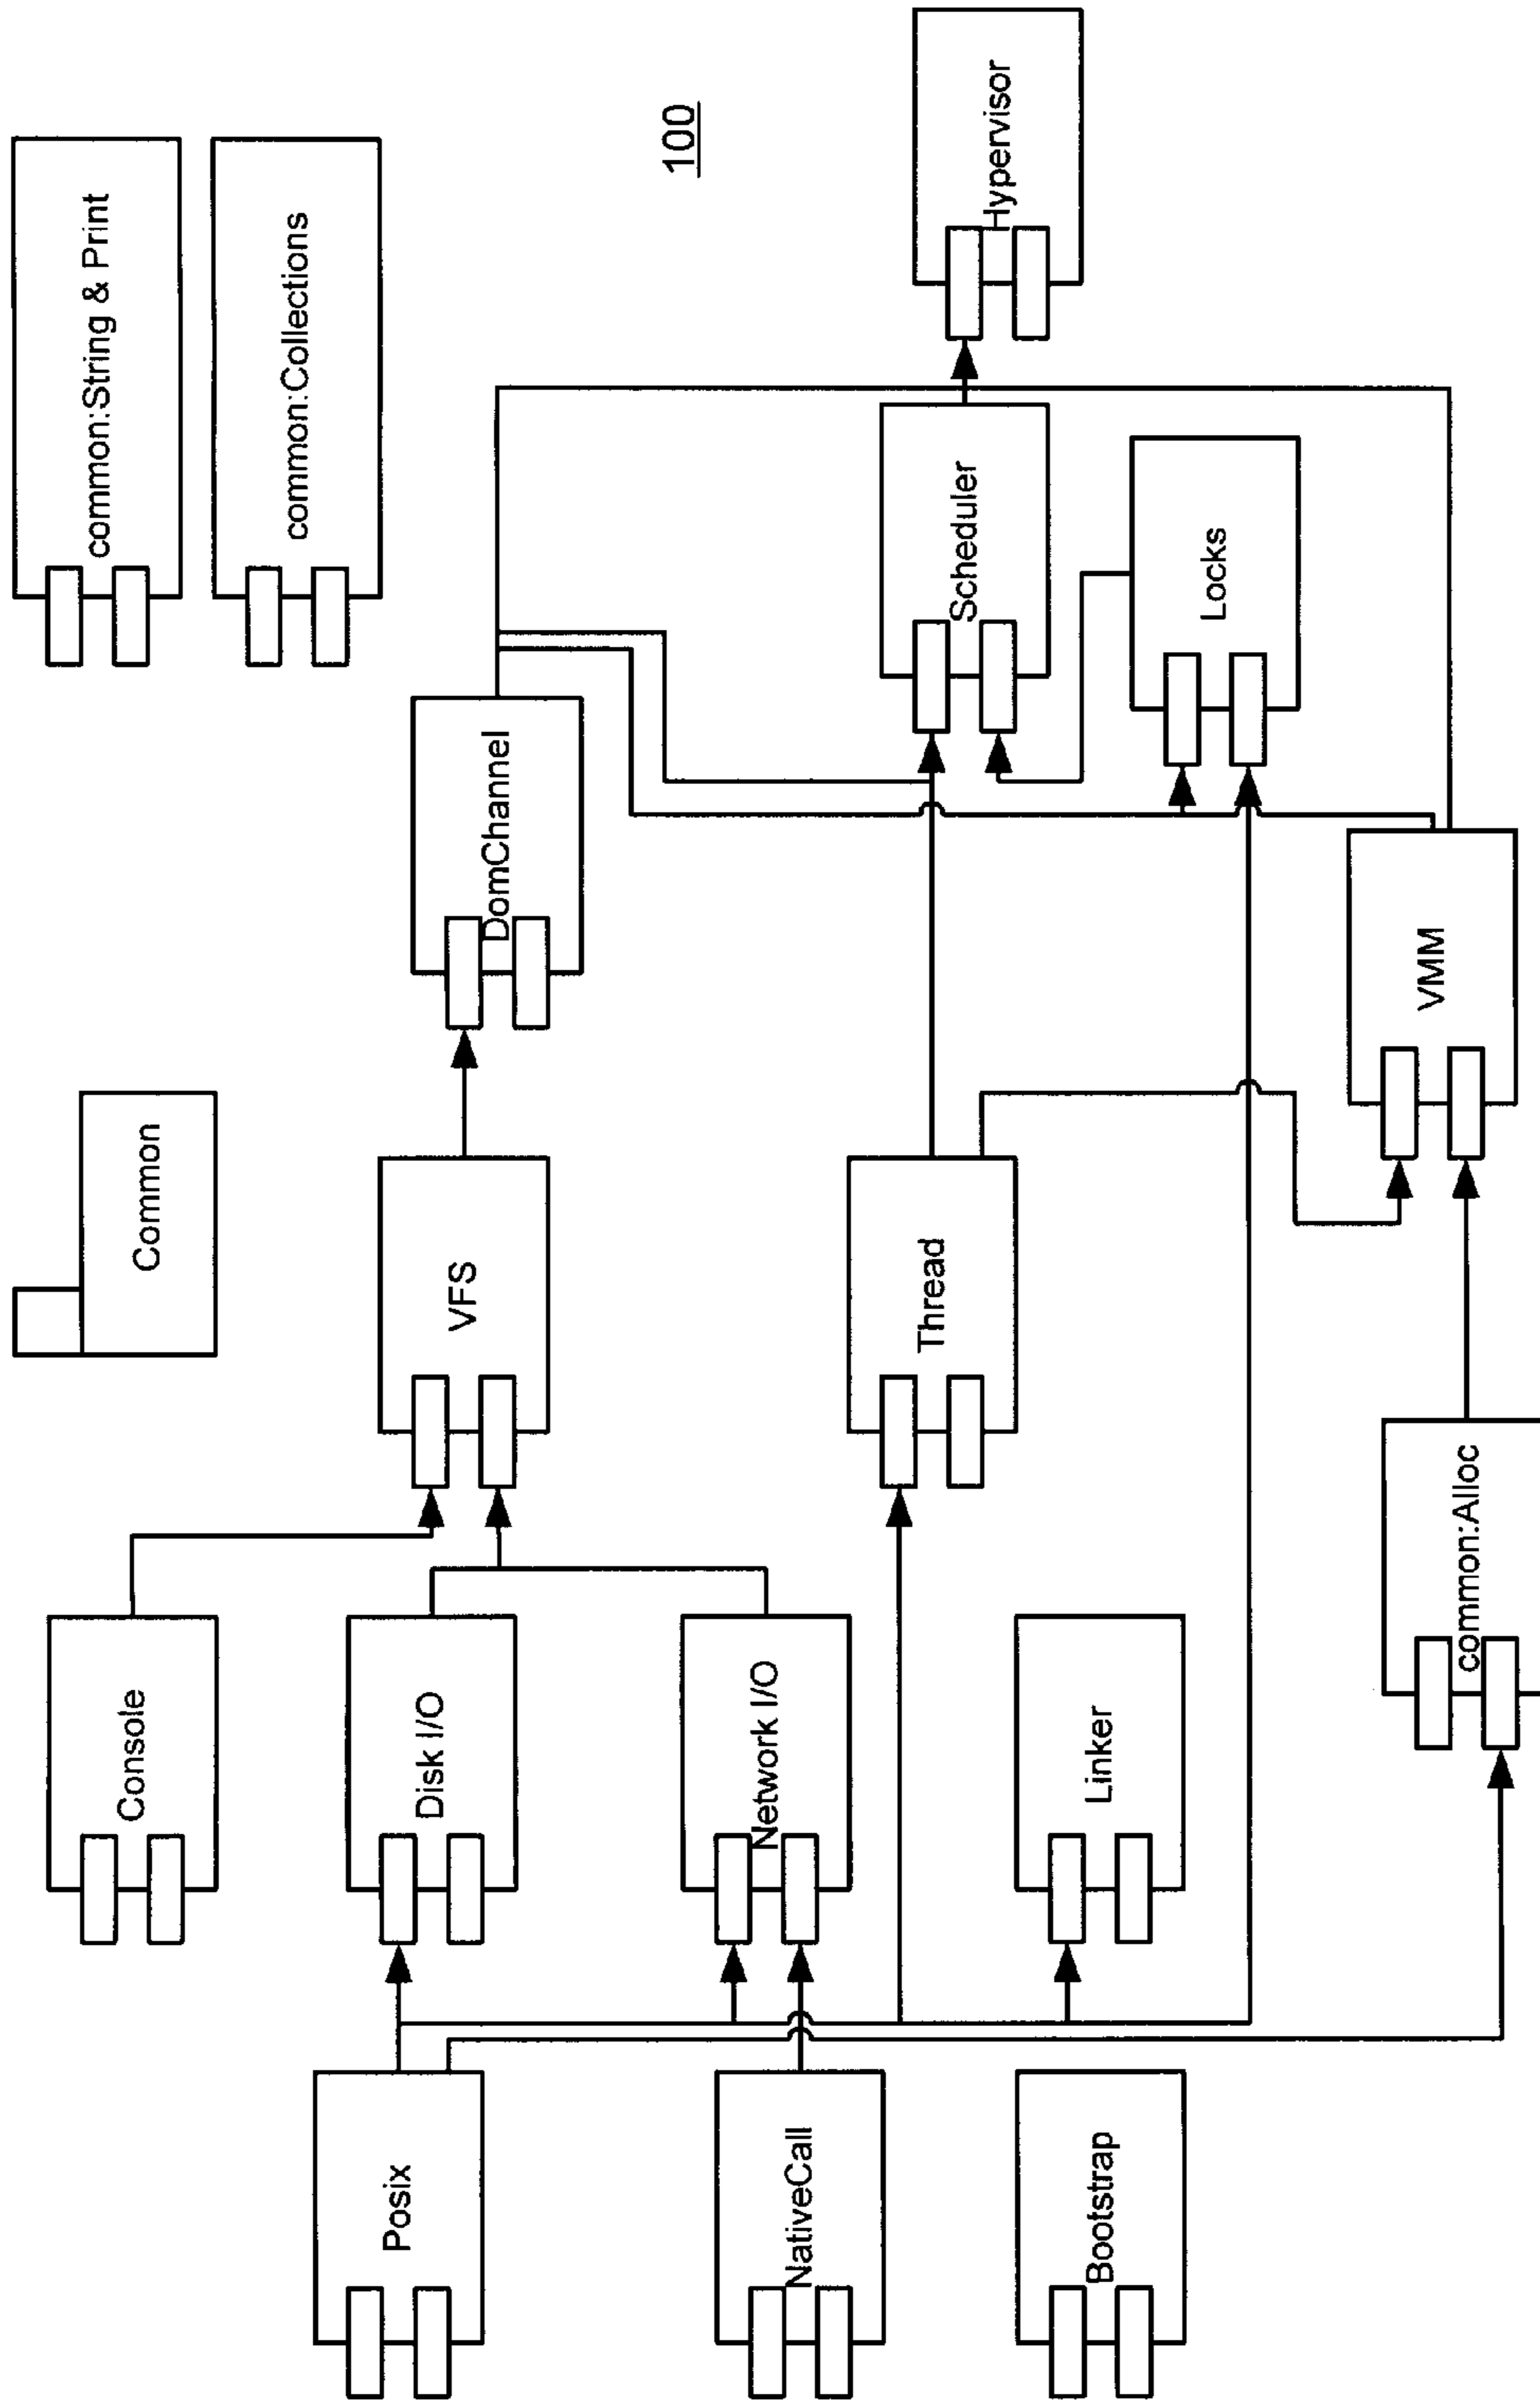 common:String & Print
common:Collections
100
Hypervisor
Common
DomChannel
Scheduler
Locks
VFS
Thread
VMM
Console
Disk I/O
Network I/O
Linker
common:Alloc
Posix
NativeCall
Bootstrap